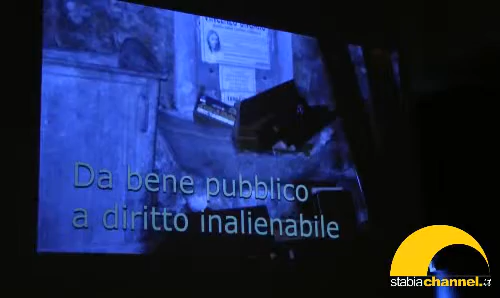 Da bene pubblico
a diritto inalienabile
stabiachannel.it